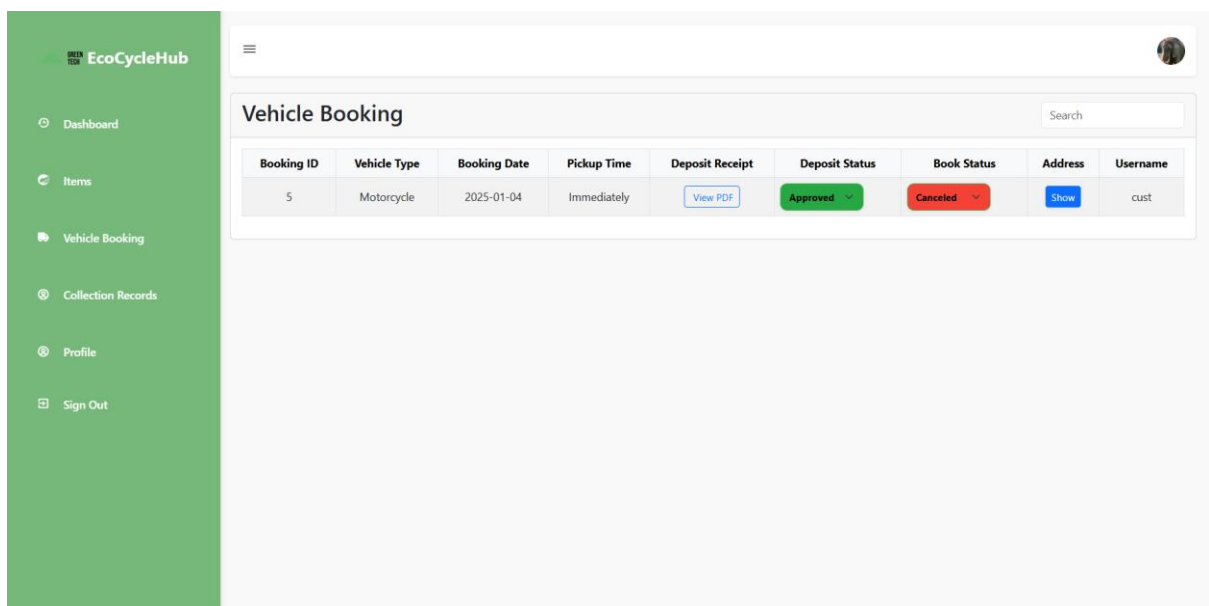 GREEN
TECH
EcoCycleHub
Dashboard
Items
Vehicle Booking
Collection Records
Profile
Sign Out
Vehicle Booking
Search
Booking ID Vehicle Type Booking Date Pickup Time Deposit Receipt Deposit Status Book Status Address Username
5 Motorcycle 2025-01-04 Immediately View PDF Approved Canceled Show cust